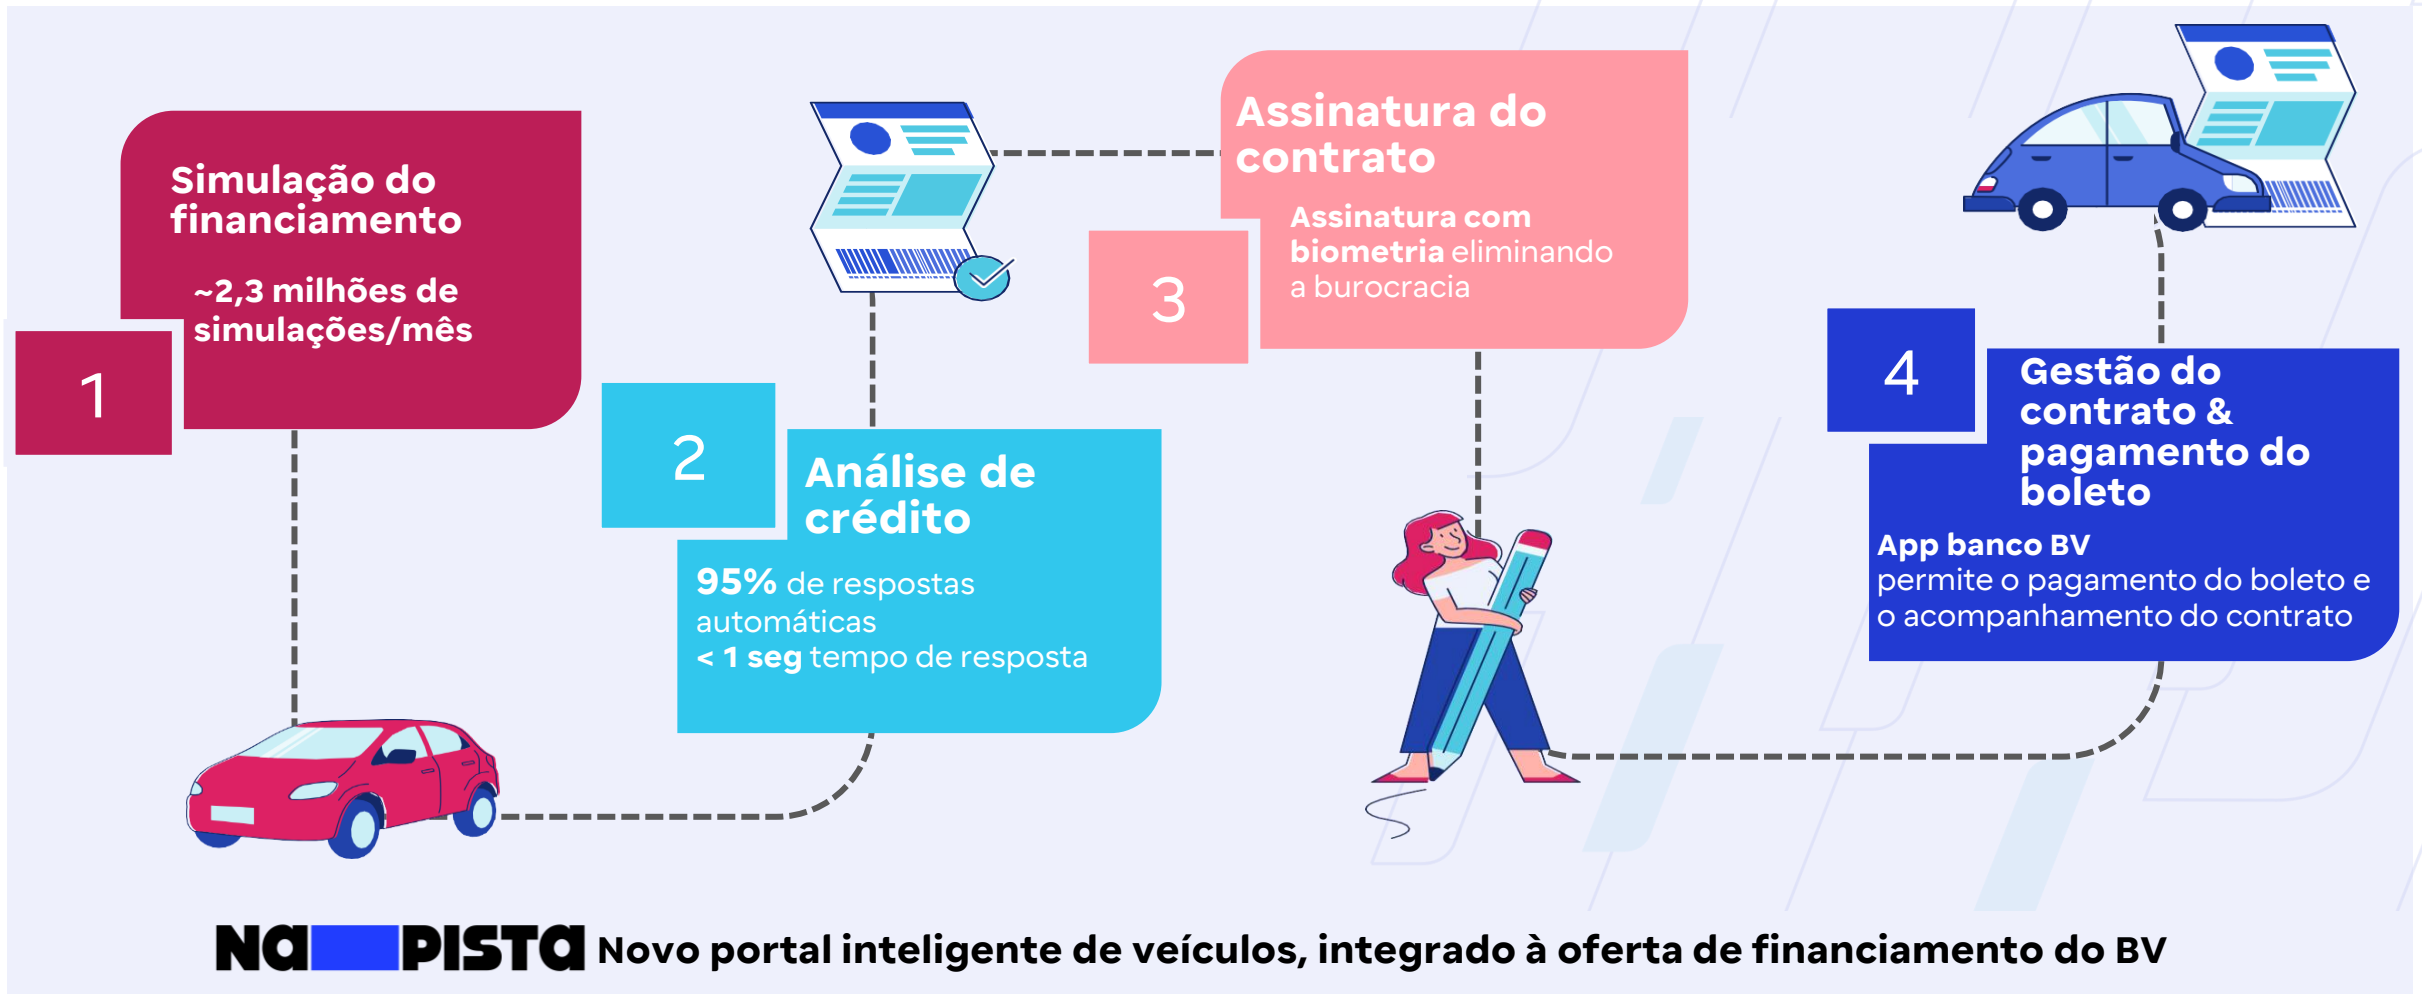 1
Simulação do
financiamento
~2,3 milhões de
simulações/mês
2
Análise de
crédito
95% de respostas
automáticas
< 1 seg tempo de resposta
3
Assinatura do
contrato
Assinatura com
biometria eliminando
a burocracia
4
Gestão do
contrato &
pagamento do
boleto
App banco BV
permite o pagamento do boleto e
o acompanhamento do contrato
Na PISTa Novo portal inteligente de veículos, integrado à oferta de financiamento do BV